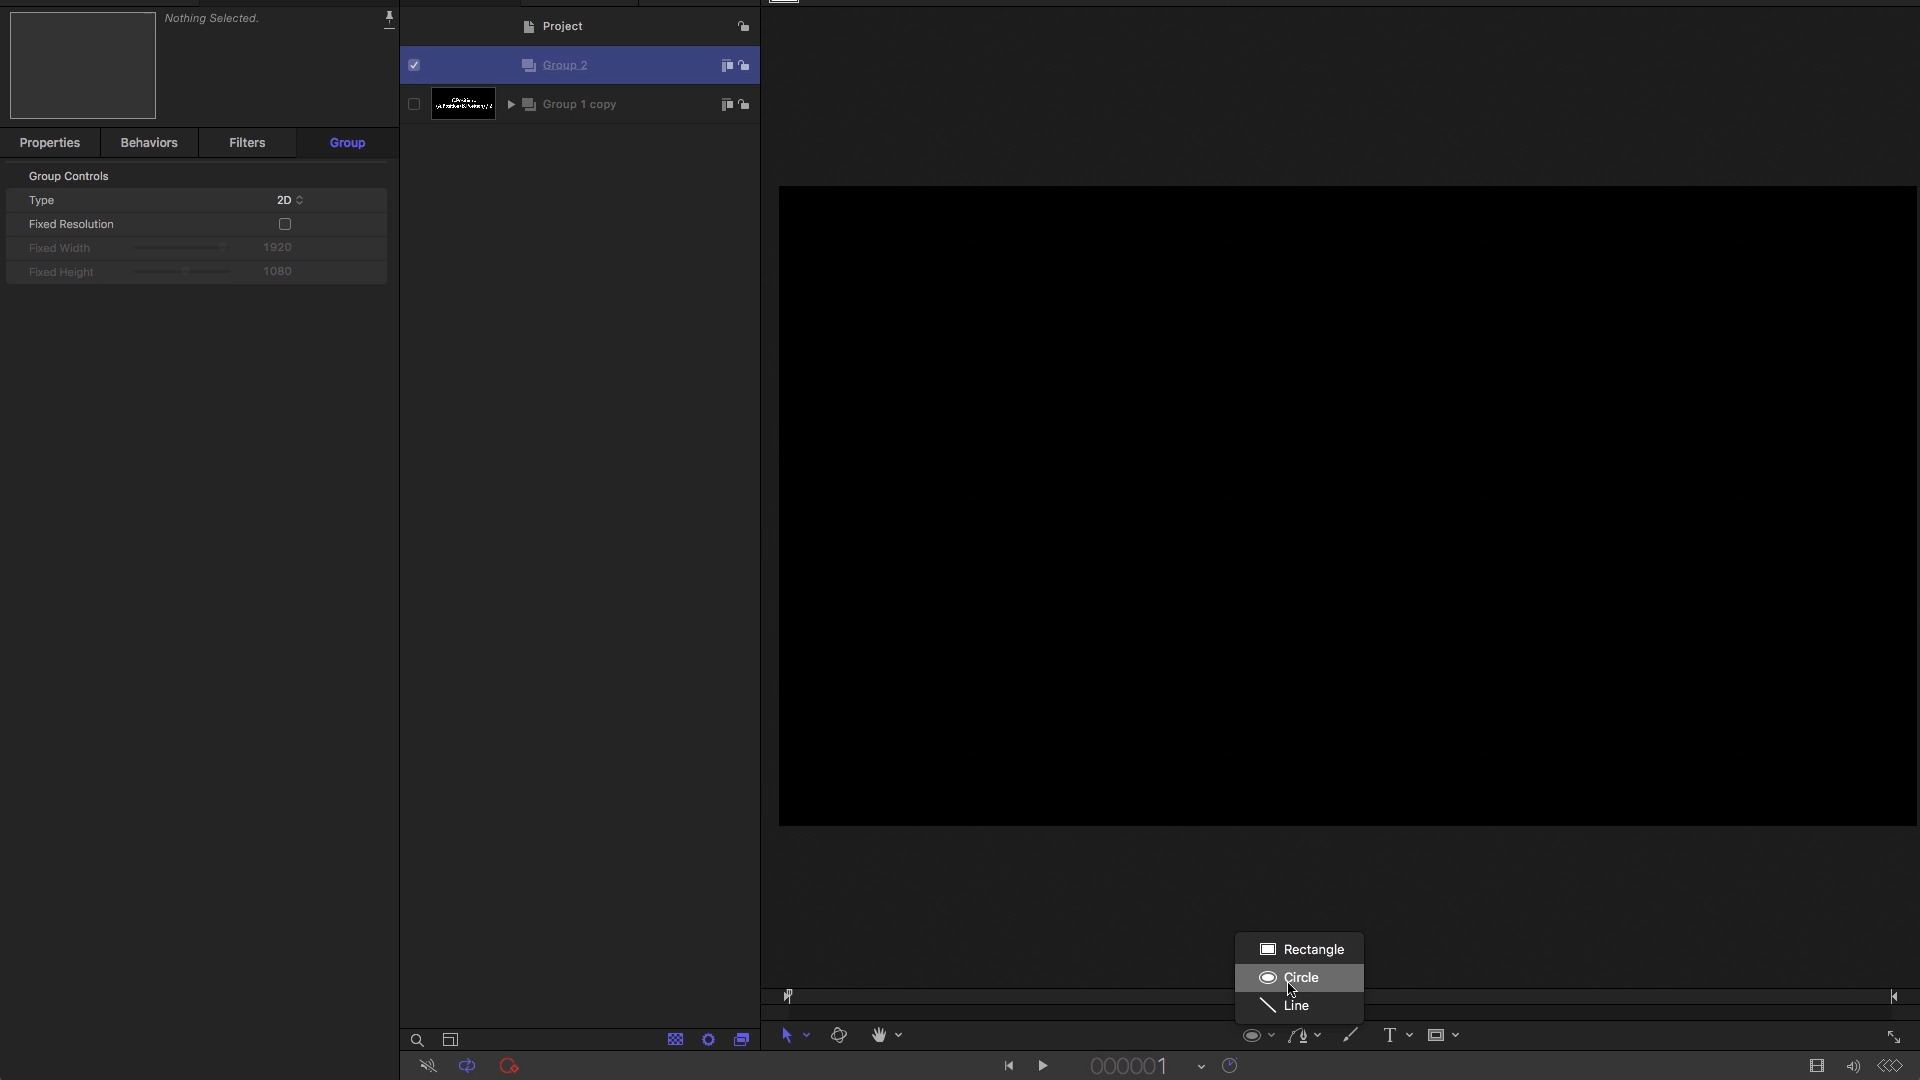 Nothing Selected.
Properties
Behaviors
Filters
Group
Group Controls
Type
2D
Fixed Resolution
Fixed Width
1920
Fixed Height
1080
Project
Group 2
Group 1 copy
Rectangle
Circle
Line
T
000001